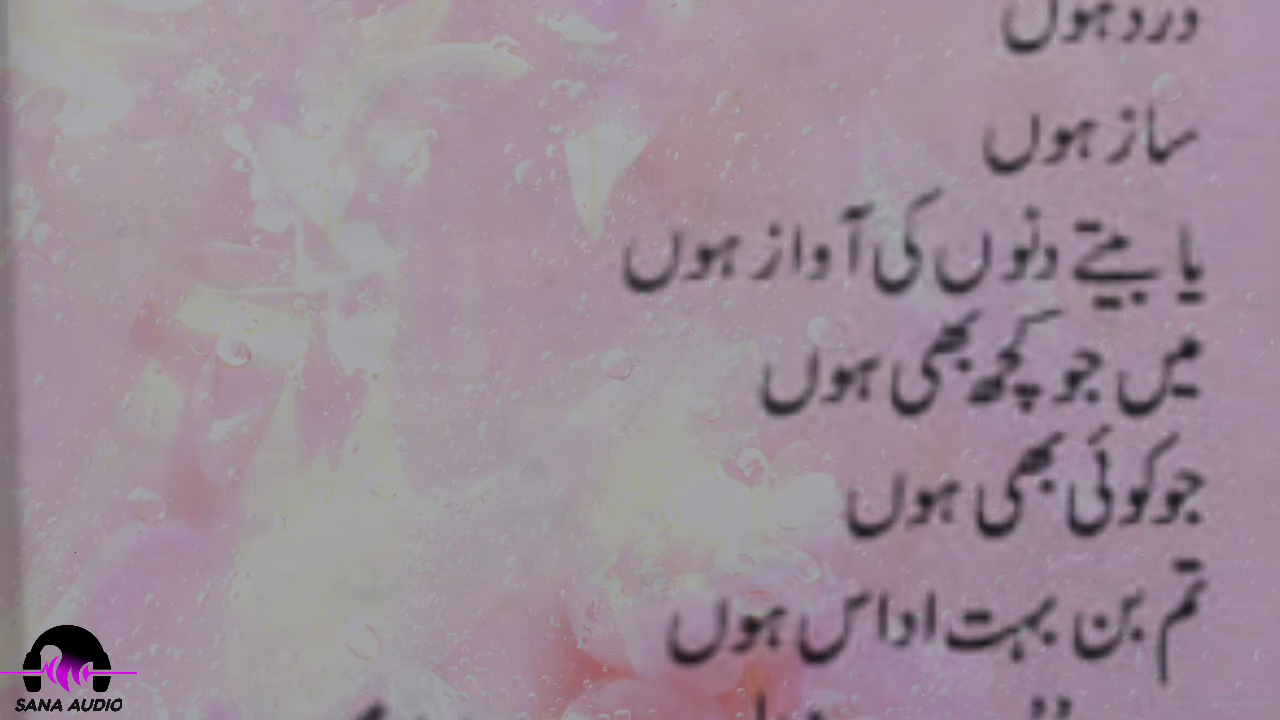 درد ہوں
ساز ہوں
یا بیتے دنوں کی آواز ہوں
میں جو کچھ بھی ہوں
جو کوئی بھی ہوں
تم بن بہت اداس ہوں
SANA AUDIO